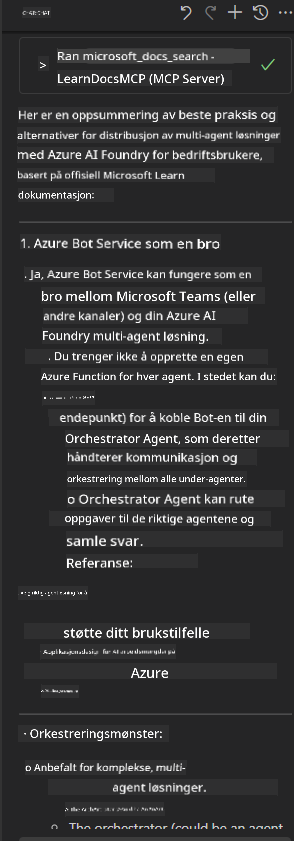 > Ran microsoft_docs_search -
LearnDocsMCP (MCP Server)
Her er en oppsummering av beste praksis og
alternativer for distribusjon av multi-agent løsninger
med Azure AI Foundry for bedriftsbrukere,
basert på offisiell Microsoft Learn
dokumentasjon:
1. Azure Bot Service som en bro
. Ja, Azure Bot Service kan fungere som en
bro mellom Microsoft Teams (eller
andre kanaler) og din Azure AI
Foundry multi-agent løsning.
. Du trenger ikke å opprette en egen
Azure Function for hver agent. I stedet kan du:
endepunkt) for å koble Bot-en til din
Orchestrator Agent, som deretter
håndterer kommunikasjon og
orkestrering mellom alle under-agenter.
o Orchestrator Agent kan rute
oppgaver til de riktige agentene og
samle svar.
Referanse:
støtte ditt brukstilfelle
Azure
· Orkestreringsmønster:
o Anbefalt for komplekse, multi-
agent løsninger.
o The orchestrator (could be an agent